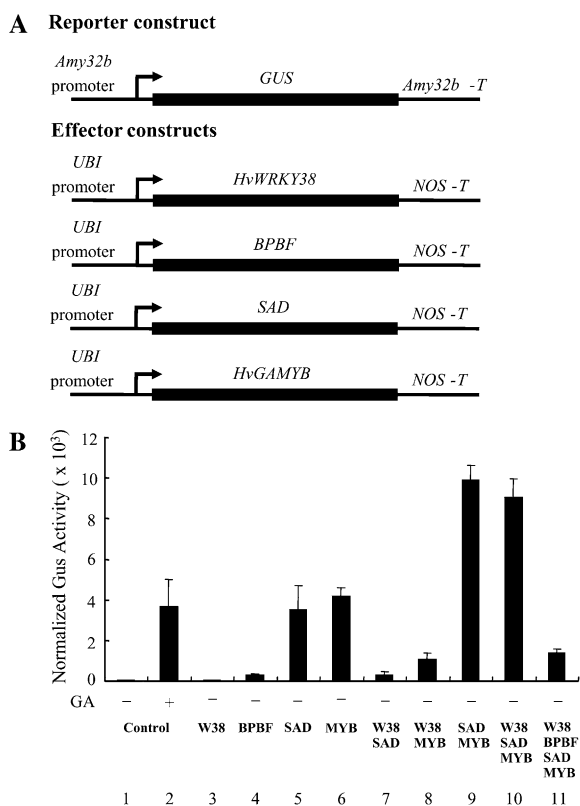 A Reporter construct
Amy32b
promoter
GUS
Amy32b -T
Effector constructs
UBI
promoter
HvWRKY38
NOS -T
UBI
promoter
BPBF
NOS -T
UBI
promoter
SAD
NOS -T
UBI
promoter
HvGAMYB
NOS -T
B
Normalized Gus Activity ( x 10³)
12
10
8
6
4
2
0
GA − + − − − − − − − − −
Control W38 BPBF SAD MYB W38 W38 SAD W38 W38
SAD MYB MYB SAD BPBF
MYB SAD
MYB
1 2 3 4 5 6 7 8 9 10 11